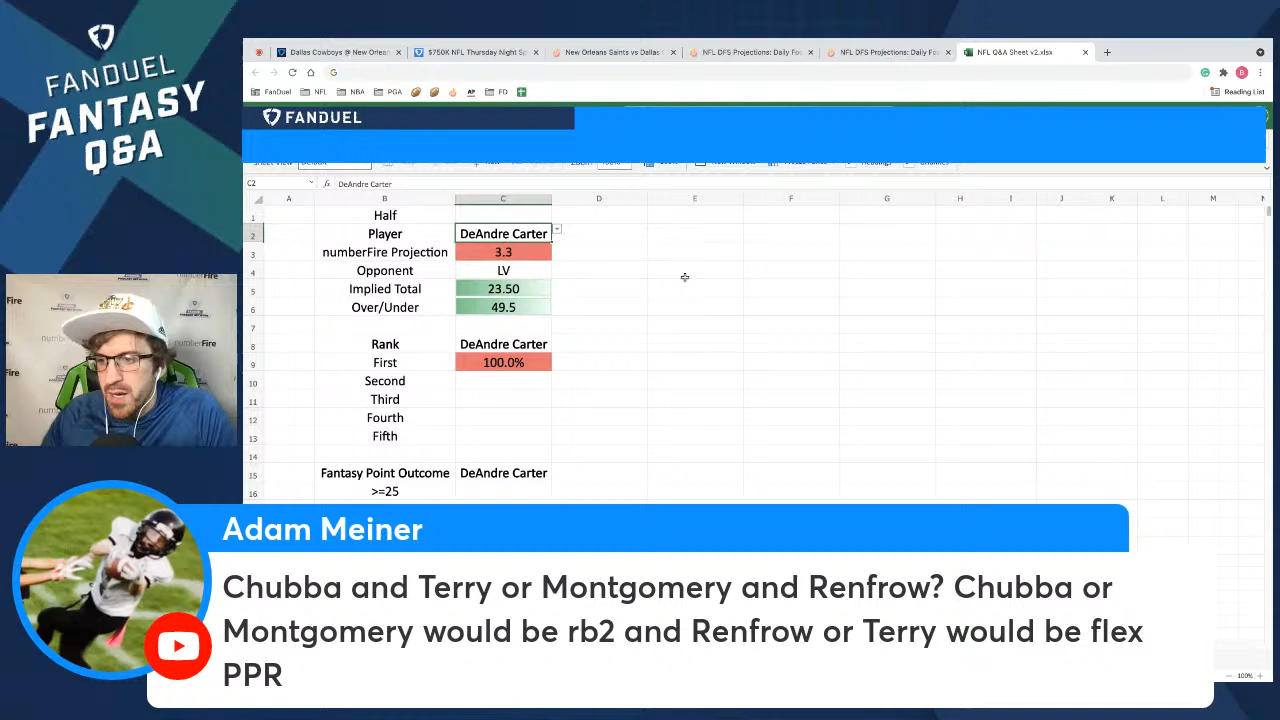 FANDUEL
FANTASY
Q&A
Dallas Cowboys @ New Orlean
$750K NFL Thursday Night Sp
New Orleans Saints vs Dallas
NFL DFS Projections: Daily Fo
NFL DFS Projections: Daily Fa
NFL Q&A Sheet v2.xlsx
FanDuel
NFL
NBA
PGA
AP
FD
Reading List
FANDUEL
C2
fx
DeAndre Carter
A B C D E F G H I J K L M
1 Half
2 Player DeAndre Carter
3 numberFire Projection 3.3
4 Opponent LV
5 Implied Total 23.50
6 Over/Under 49.5
7
8 Rank DeAndre Carter
9 First 100.0%
10 Second
11 Third
12 Fourth
13 Fifth
14
15 Fantasy Point Outcome DeAndre Carter
16 >=25
Adam Meiner
Chubba and Terry or Montgomery and Renfrow? Chubba or
Montgomery would be rb2 and Renfrow or Terry would be flex
PPR
100%